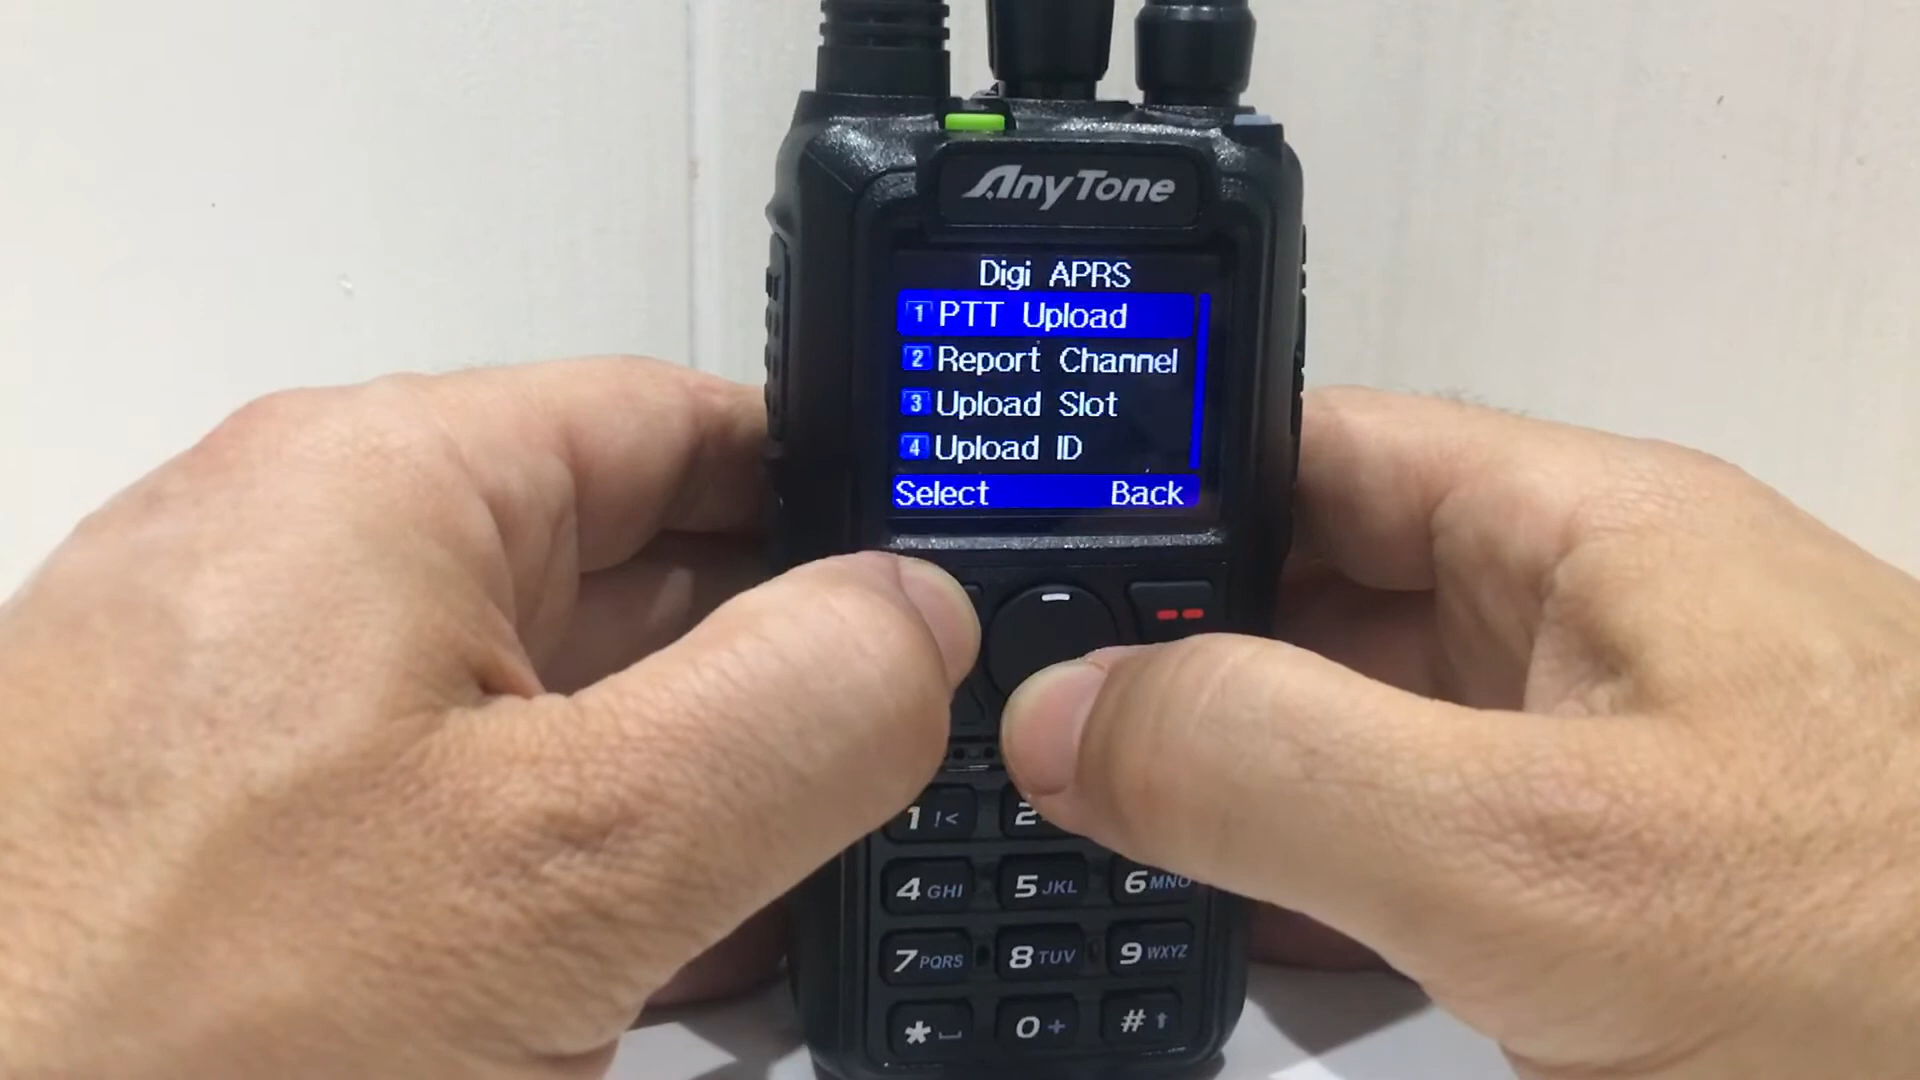 AnyTone
Digi APRS
1 PTT Upload
2 Report Channel
3 Upload Slot
4 Upload ID
Select Back
1 !< 2
4 GHI 5 JKL 6 MNO
7 PQRS 8 TUV 9 WXYZ
* 0 + #